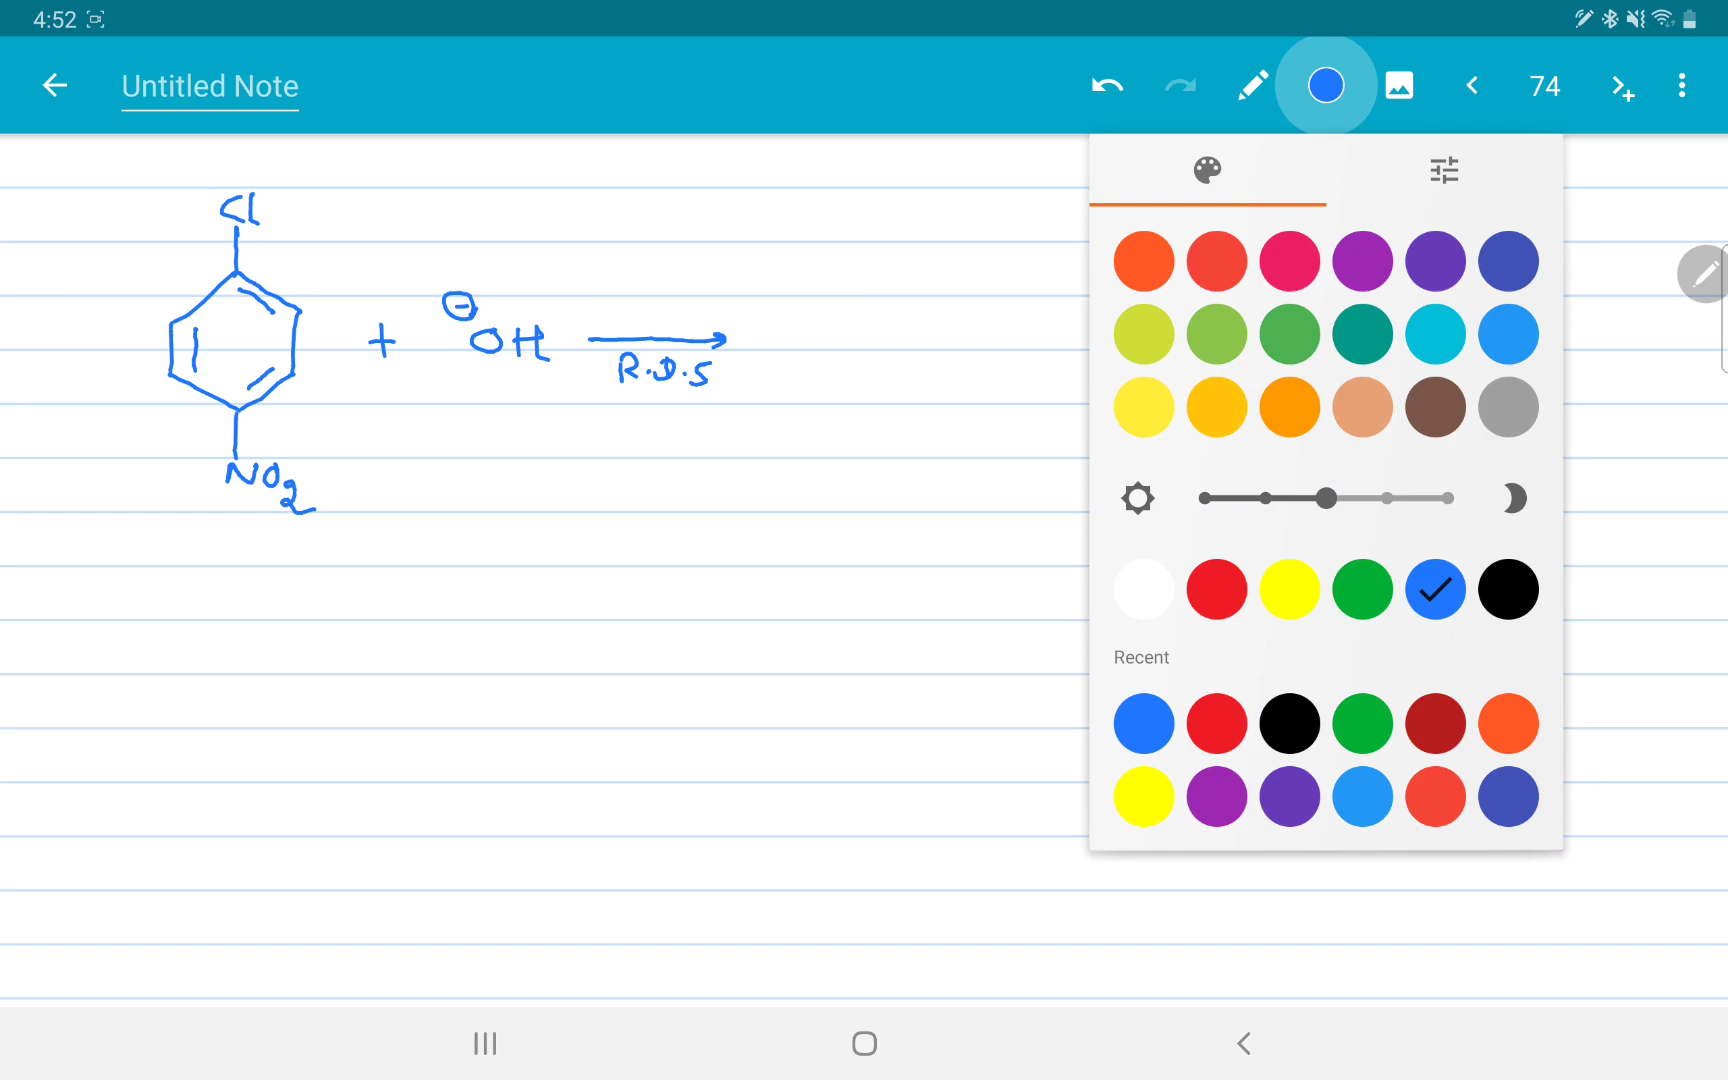 4:52
Untitled Note
74
Cl
⊖
+ OH
R.D.S
NO2
Recent